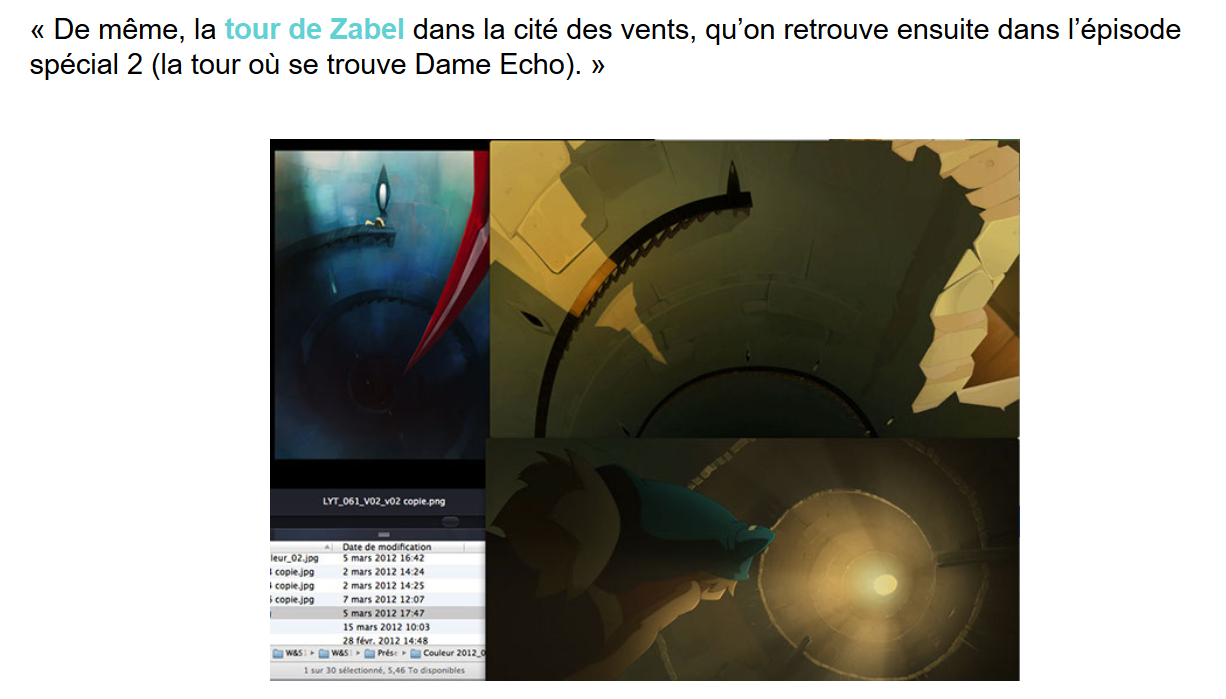 « De même, la tour de Zabel dans la cité des vents, qu’on retrouve ensuite dans l’épisode
spécial 2 (la tour où se trouve Dame Echo). »
LYT_061_V02_v02 copie.png
Date de modification
leur_02.jpg 5 mars 2012 16:42
copie.jpg 2 mars 2012 14:24
copie.jpg 2 mars 2012 14:25
copie.jpg 7 mars 2012 12:07
5 mars 2012 17:47
15 mars 2012 10:03
28 févr. 2012 14:48
W&S W&S Prés Couleur 2012_0
1 sur 30 sélectionné, 5,46 To disponibles